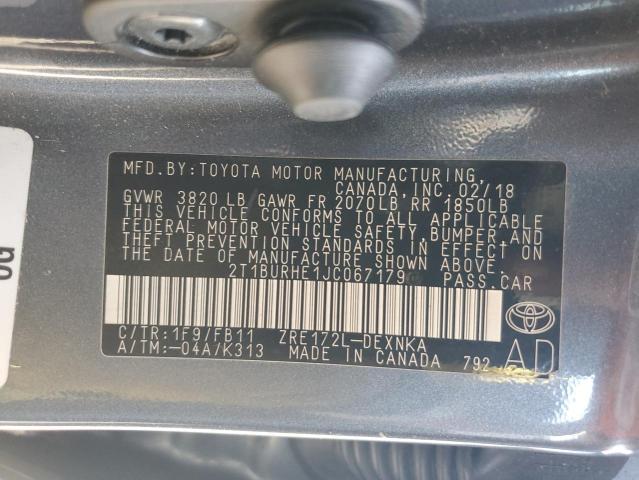 MFD. BY: TOYOTA MOTOR MANUFACTURING,
CANADA, INC. 02/18
GVWR 3820 LB GAWR FR 2070LB RR 1850LB
THIS VEHICLE CONFORMS TO ALL APPLICABLE
FEDERAL MOTOR VEHICLE SAFETY, BUMPER, AND
THEFT PREVENTION STANDARDS IN EFFECT ON
THE DATE OF MANUFACTURE SHOWN ABOVE.
2T1BURHE1JC067179 PASS. CAR
C/TR: 1F9/FB11 ZRE172L-DEXNKA
A/TM: -04A/K313 MADE IN CANADA 792
AD